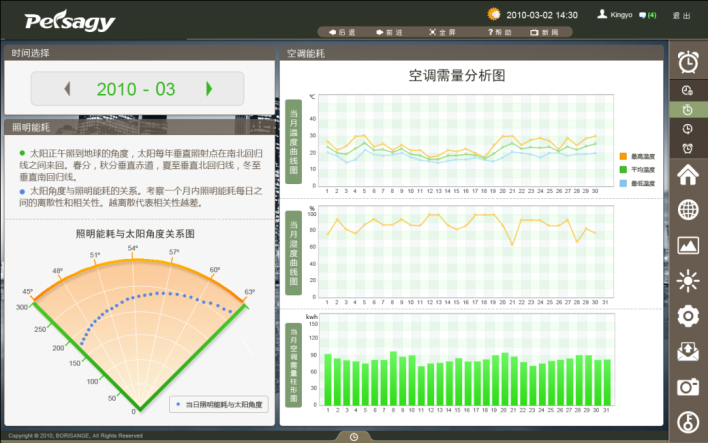 Petsagy
2010-03-02 14:30
Kingyo
(4)
退 出
后 退
前 进
全 屏
? 帮 助
新 闻
时间选择
2010 - 03
照明能耗
太阳正午照到地球的角度，太阳每年垂直照射点在南北回归
线之间来回。春分，秋分垂直赤道，夏至垂直北回归线，冬至
垂直南回归线。
太阳角度与照明能耗的关系。考察一个月内照明能耗每日之
间的离散性和相关性。越离散代表相关性越差。
照明能耗与太阳角度关系图
45º
48º
51º
54º
57º
60º
63º
300
250
200
150
100
50
0
当日照明能耗与太阳角度
空调能耗
空调需量分析图
当月温度曲线图
℃
40
30
20
10
0
1 2 3 4 5 6 7 8 9 10 11 12 13 14 15 16 17 18 19 20 21 22 23 24 25 26 27 28 29 30 31
最高温度
平均温度
最低温度
当月湿度曲线图
%
100
80
60
40
20
0
1 2 3 4 5 6 7 8 9 10 11 12 13 14 15 16 17 18 19 20 21 22 23 24 25 26 27 28 29 30 31
当月空调需量柱形图
kwh
150
120
90
60
30
0
1 2 3 4 5 6 7 8 9 10 11 12 13 14 15 16 17 18 19 20 21 22 23 24 25 26 27 28 29 30 31
Copyright © 2010, BORISANGE, All Rights Reserved